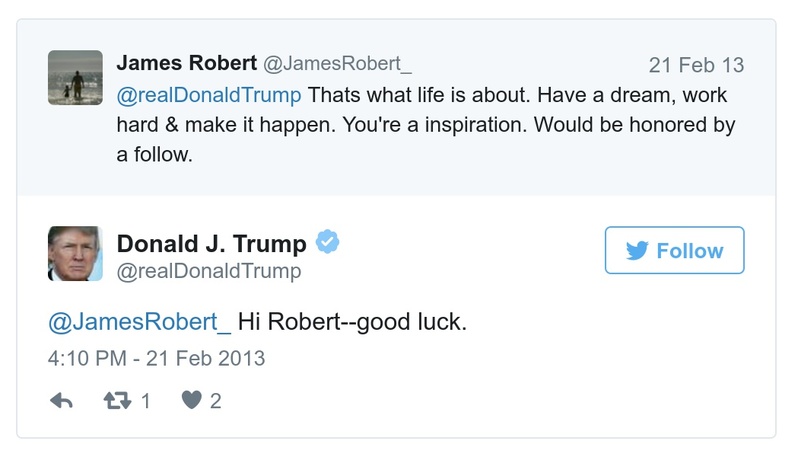 James Robert @JamesRobert_ 21 Feb 13
@realDonaldTrump Thats what life is about. Have a dream, work
hard & make it happen. You're a inspiration. Would be honored by
a follow.
Donald J. Trump
@realDonaldTrump
Follow
@JamesRobert_ Hi Robert--good luck.
4:10 PM - 21 Feb 2013
1 2